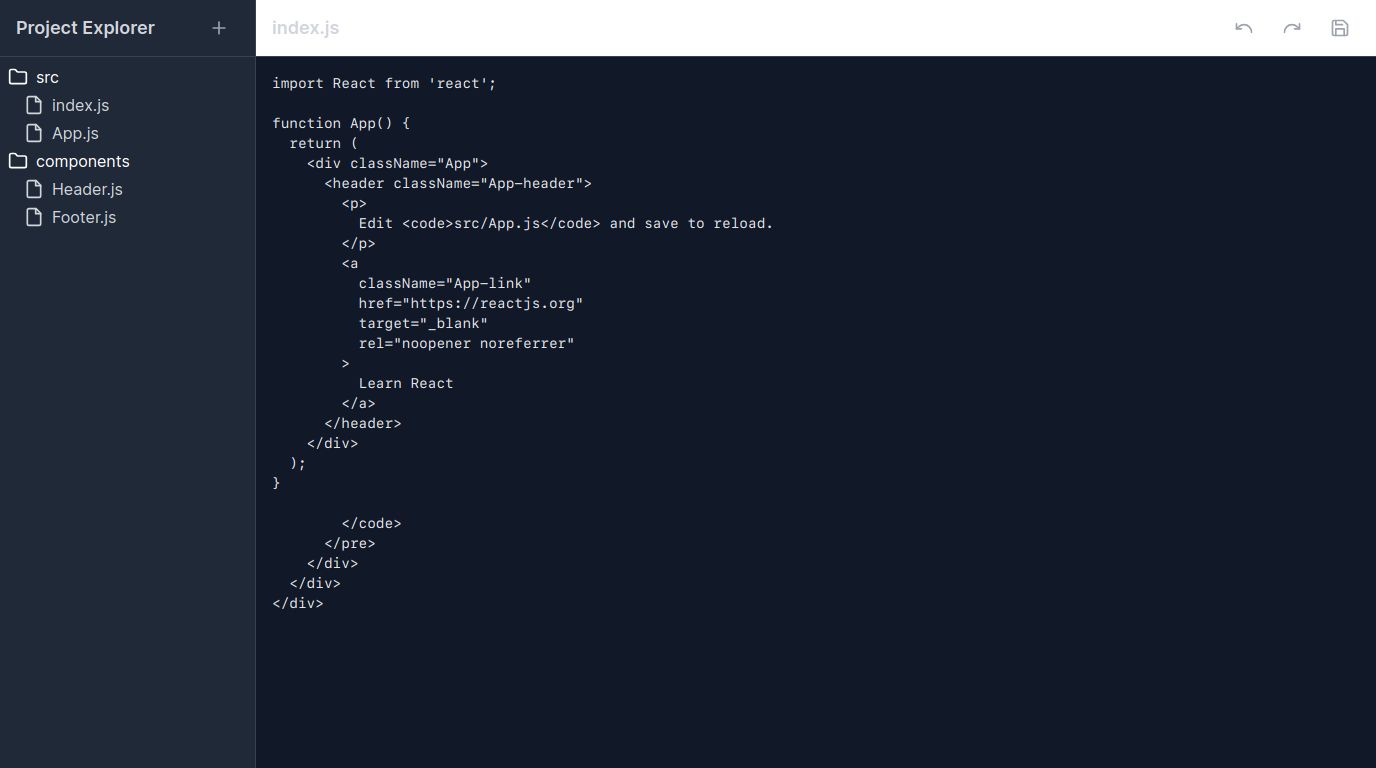 Project Explorer
index.js
src
index.js
App.js
components
Header.js
Footer.js
import React from 'react';
function App() {
  return (
    <div className="App">
      <header className="App-header">
        <p>
          Edit <code>src/App.js</code> and save to reload.
        </p>
        <a
          className="App-link"
          href="https://reactjs.org"
          target="_blank"
          rel="noopener noreferrer"
        >
          Learn React
        </a>
      </header>
    </div>
  );
}
        </code>
      </pre>
    </div>
  </div>
</div>